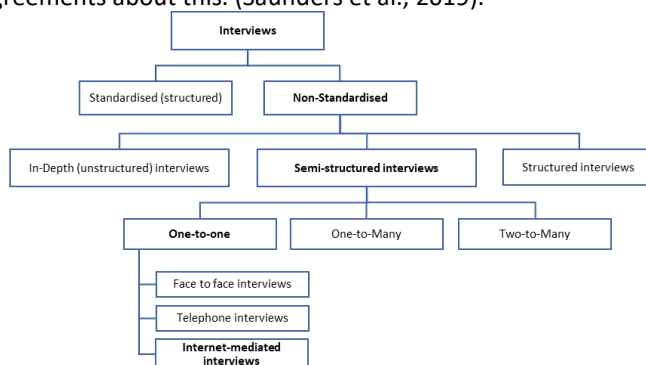 about this. (Saunders et al., 2019).
Interviews
Standardised (structured)
Non-Standardised
In-Depth (unstructured) interviews
Semi-structured interviews
Structured interviews
One-to-one
One-to-Many
Two-to-Many
Face to face interviews
Telephone interviews
Internet-mediated
interviews